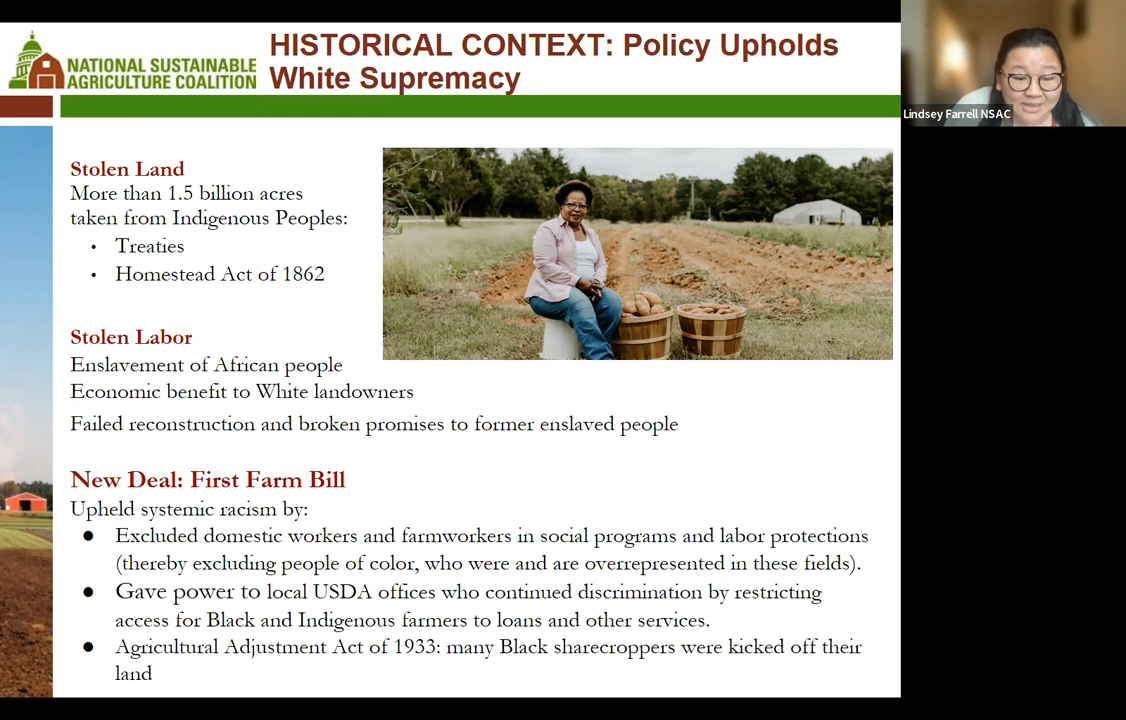 NATIONAL SUSTAINABLE
AGRICULTURE COALITION
HISTORICAL CONTEXT: Policy Upholds
White Supremacy
Lindsey Farrell NSAC
Stolen Land
More than 1.5 billion acres
taken from Indigenous Peoples:
• Treaties
• Homestead Act of 1862
Stolen Labor
Enslavement of African people
Economic benefit to White landowners
Failed reconstruction and broken promises to former enslaved people
New Deal: First Farm Bill
Upheld systemic racism by:
● Excluded domestic workers and farmworkers in social programs and labor protections
(thereby excluding people of color, who were and are overrepresented in these fields).
● Gave power to local USDA offices who continued discrimination by restricting
access for Black and Indigenous farmers to loans and other services.
● Agricultural Adjustment Act of 1933: many Black sharecroppers were kicked off their
land